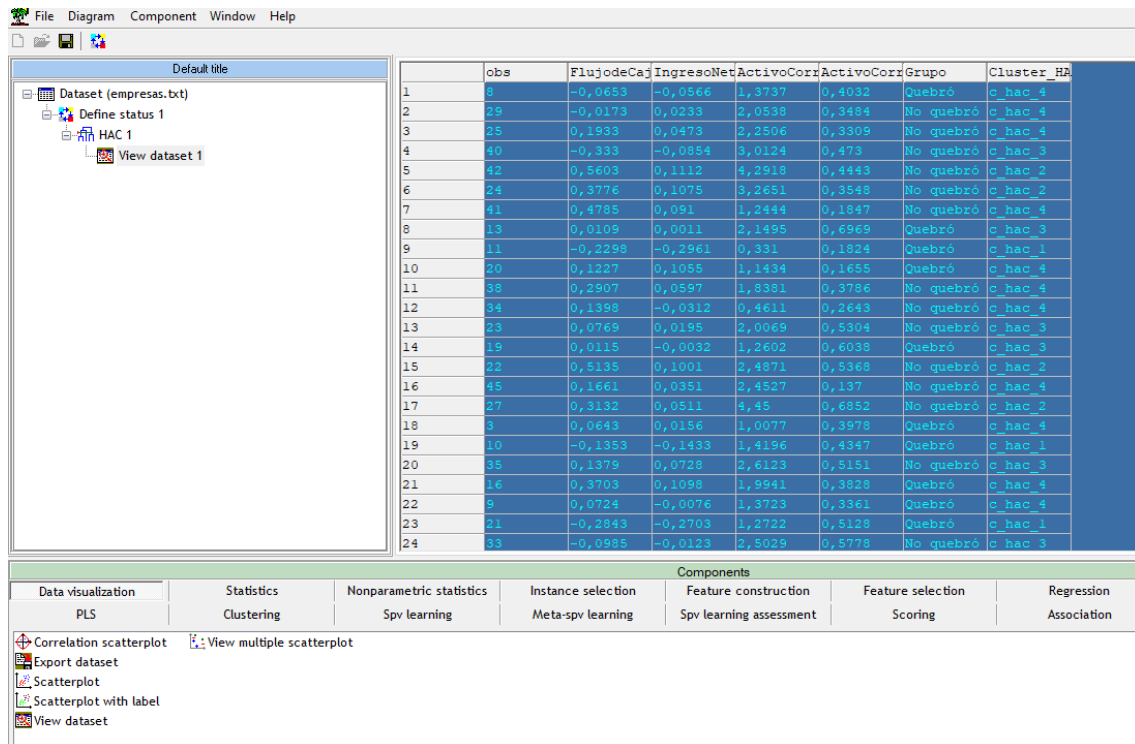 File Diagram Component Window Help
Default title
Dataset (empresas.txt)
Define status 1
HAC 1
View dataset 1
obs FlujodeCaj IngresoNet ActivoCorr ActivoCorr Grupo Cluster_HA
1 8 -0,0653 -0,0566 1,3737 0,4032 Quebró c_hac_4
2 29 -0,0173 0,0233 2,0538 0,3484 No quebró c_hac_4
3 25 0,1933 0,0473 2,2506 0,3309 No quebró c_hac_4
4 40 -0,333 -0,0854 3,0124 0,473 No quebró c_hac_3
5 42 0,5603 0,1112 4,2918 0,4443 No quebró c_hac_2
6 24 0,3776 0,1075 3,2651 0,3548 No quebró c_hac_2
7 41 0,4785 0,091 1,2444 0,1847 No quebró c_hac_4
8 13 0,0109 0,0011 2,1495 0,6969 Quebró c_hac_3
9 11 -0,2298 -0,2961 0,331 0,1824 Quebró c_hac_1
10 20 0,1227 0,1055 1,1434 0,1655 Quebró c_hac_4
11 38 0,2907 0,0597 1,8381 0,3786 No quebró c_hac_4
12 34 0,1398 -0,0312 0,4611 0,2643 No quebró c_hac_4
13 23 0,0769 0,0195 2,0069 0,5304 No quebró c_hac_3
14 19 0,0115 -0,0032 1,2602 0,6038 Quebró c_hac_3
15 22 0,5135 0,1001 2,4871 0,5368 No quebró c_hac_2
16 45 0,1661 0,0351 2,4527 0,137 No quebró c_hac_4
17 27 0,3132 0,0511 4,45 0,6852 No quebró c_hac_2
18 3 0,0643 0,0156 1,0077 0,3978 Quebró c_hac_4
19 10 -0,1353 -0,1433 1,4196 0,4347 Quebró c_hac_1
20 35 0,1379 0,0728 2,6123 0,5151 No quebró c_hac_3
21 16 0,3703 0,1098 1,9941 0,3828 Quebró c_hac_4
22 9 0,0724 -0,0076 1,3723 0,3361 Quebró c_hac_4
23 21 -0,2843 -0,2703 1,2722 0,5128 Quebró c_hac_1
24 33 -0,0985 -0,0123 2,5029 0,5778 No quebró c_hac_3
Components
Data visualization Statistics Nonparametric statistics Instance selection Feature construction Feature selection Regression
PLS Clustering Spv learning Meta-spv learning Spv learning assessment Scoring Association
Correlation scatterplot View multiple scatterplot
Export dataset
Scatterplot
Scatterplot with label
View dataset